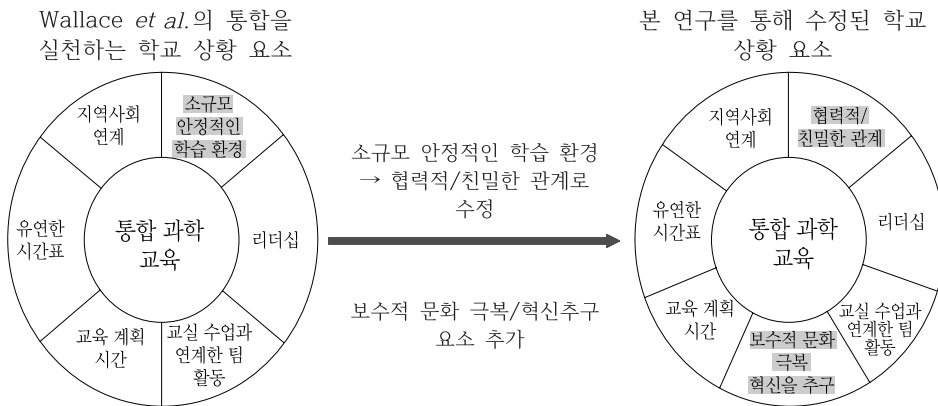 Wallace et al.의 통합을
실천하는 학교 상황 요소
지역사회
연계
소규모
안정적인
학습 환경
유연한
시간표
통합 과학
교육
리더십
교육 계획
시간
교실 수업과
연계한 팀
활동
소규모 안정적인 학습 환경
→ 협력적/친밀한 관계로
수정
보수적 문화 극복/혁신추구
요소 추가
본 연구를 통해 수정된 학교
상황 요소
지역사회
연계
협력적/
친밀한 관계
유연한
시간표
통합 과학
교육
리더십
교육 계획
시간
보수적 문화
극복
혁신을 추구
교실 수업과
연계한 팀
활동